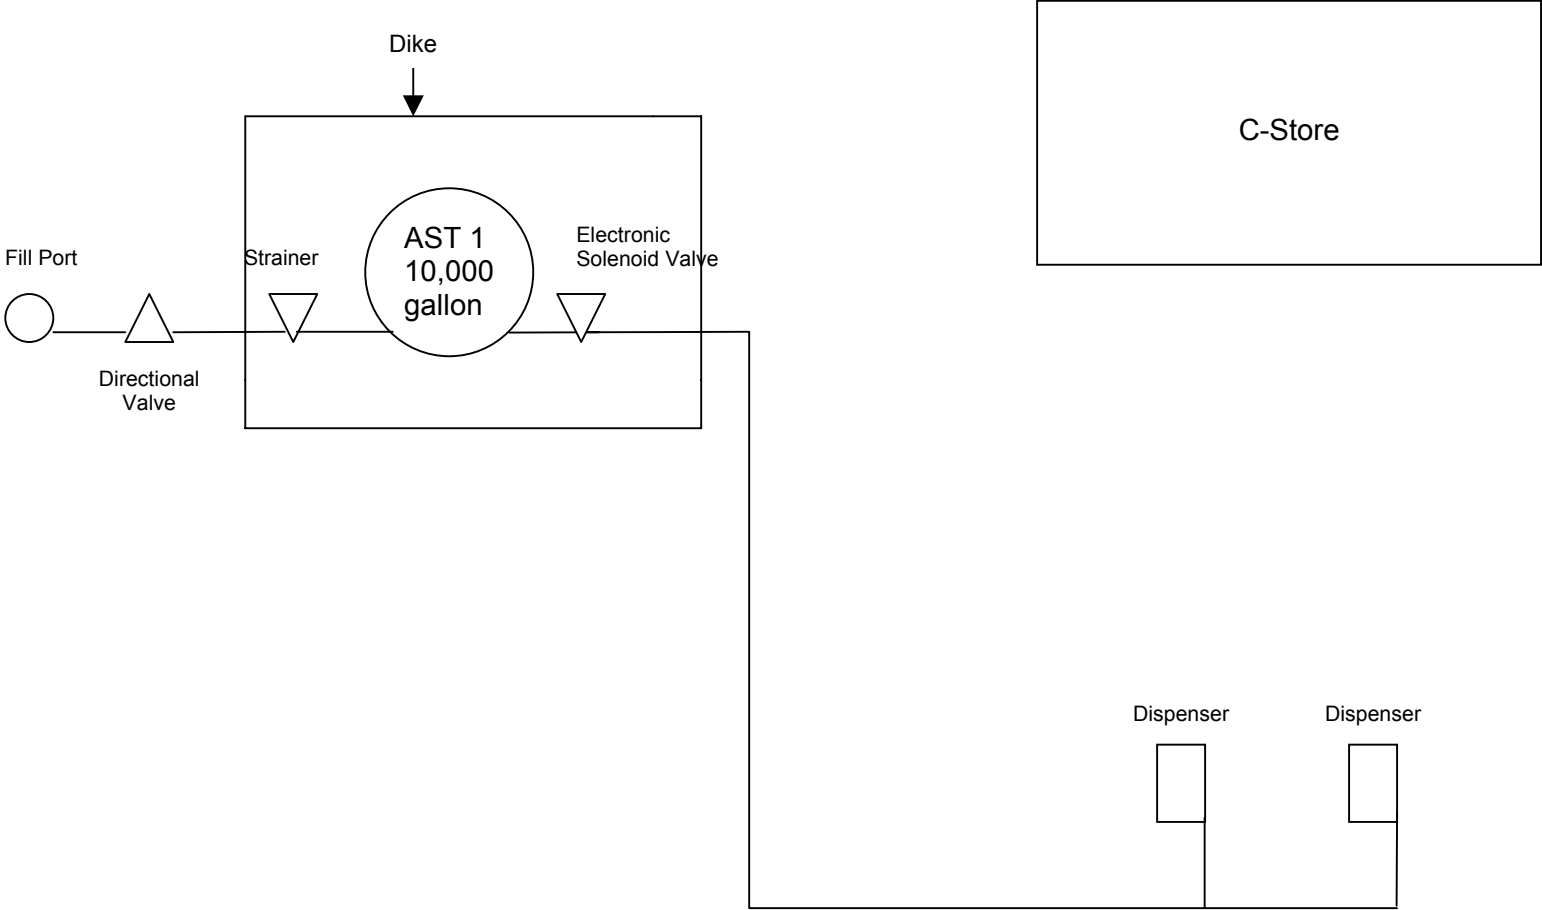 Dike
C-Store
Fill Port
Strainer
AST 1
10,000
gallon
Electronic
Solenoid Valve
Directional
Valve
Dispenser
Dispenser